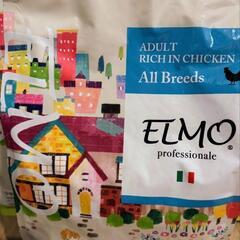 ADULT
RICH IN CHICKEN
All Breeds
ELMO®
professionale